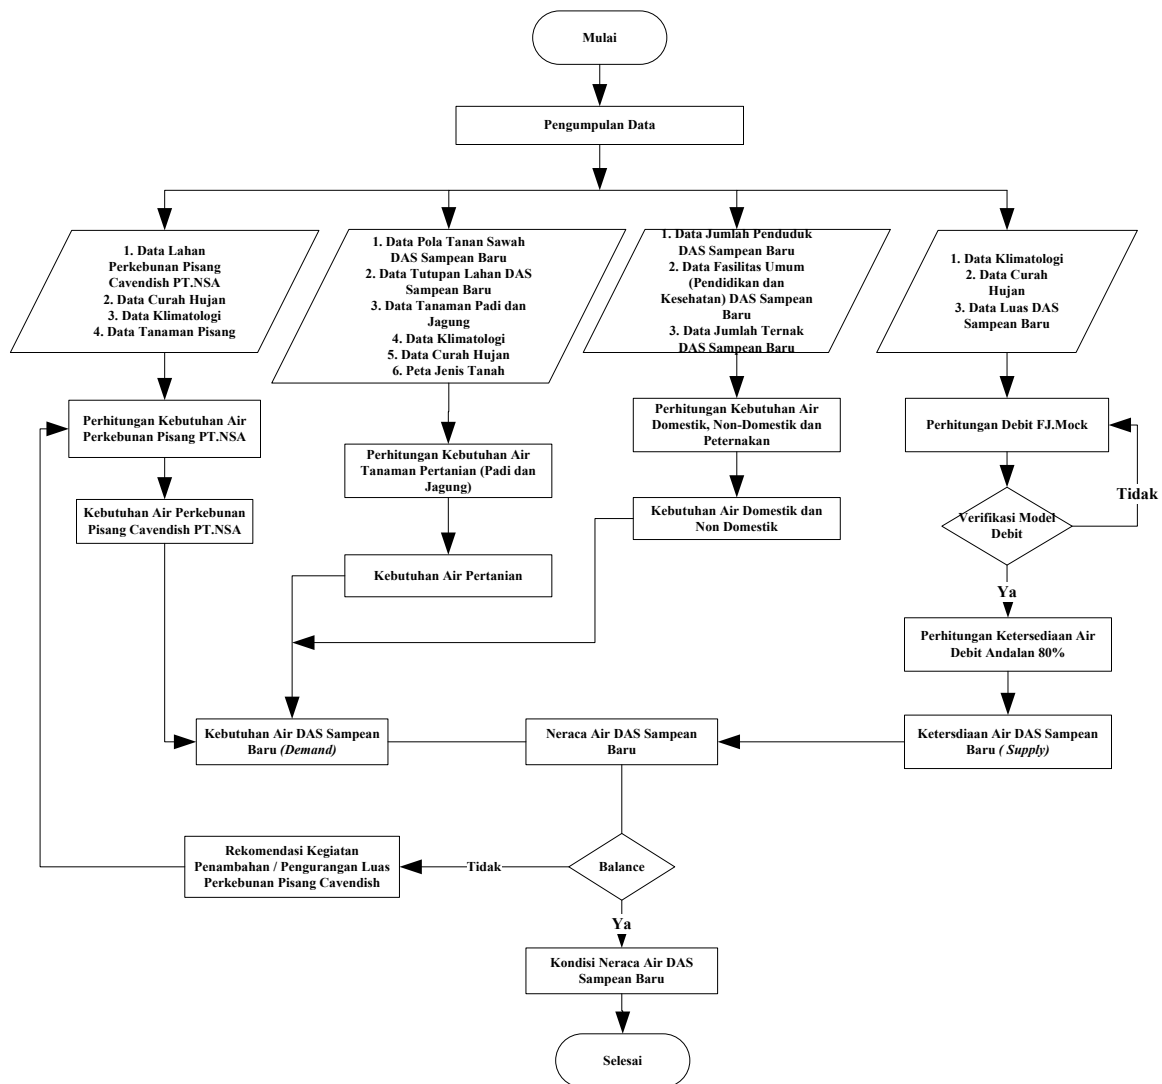 Mulai
Pengumpulan Data
1. Data Lahan
Perkebunan Pisang
Cavendish PT.NSA
2. Data Curah Hujan
3. Data Klimatologi
4. Data Tanaman Pisang
1. Data Pola Tanan Sawah
DAS Sampean Baru
2. Data Tutupan Lahan DAS
Sampean Baru
3. Data Tanaman Padi dan
Jagung
4. Data Klimatologi
5. Data Curah Hujan
6. Peta Jenis Tanah
1. Data Jumlah Penduduk
DAS Sampean Baru
2. Data Fasilitas Umum
(Pendidikan dan
Kesehatan) DAS Sampean
Baru
3. Data Jumlah Ternak
DAS Sampean Baru
1. Data Klimatologi
2. Data Curah
Hujan
3. Data Luas DAS
Sampean Baru
Perhitungan Kebutuhan Air
Perkebunan Pisang PT.NSA
Perhitungan Kebutuhan Air
Tanaman Pertanian (Padi dan
Jagung)
Perhitungan Kebutuhan Air
Domestik, Non-Domestik dan
Peternakan
Perhitungan Debit FJ.Mock
Tidak
Kebutuhan Air Perkebunan
Pisang Cavendish PT.NSA
Kebutuhan Air Domestik dan
Non Domestik
Verifikasi Model
Debit
Kebutuhan Air Pertanian
Ya
Perhitungan Ketersediaan Air
Debit Andalan 80%
Kebutuhan Air DAS Sampean
Baru (Demand)
Neraca Air DAS Sampean
Baru
Ketersdiaan Air DAS Sampean
Baru ( Supply)
Rekomendasi Kegiatan
Penambahan / Pengurangan Luas
Perkebunan Pisang Cavendish
Tidak
Balance
Ya
Kondisi Neraca Air DAS
Sampean Baru
Selesai